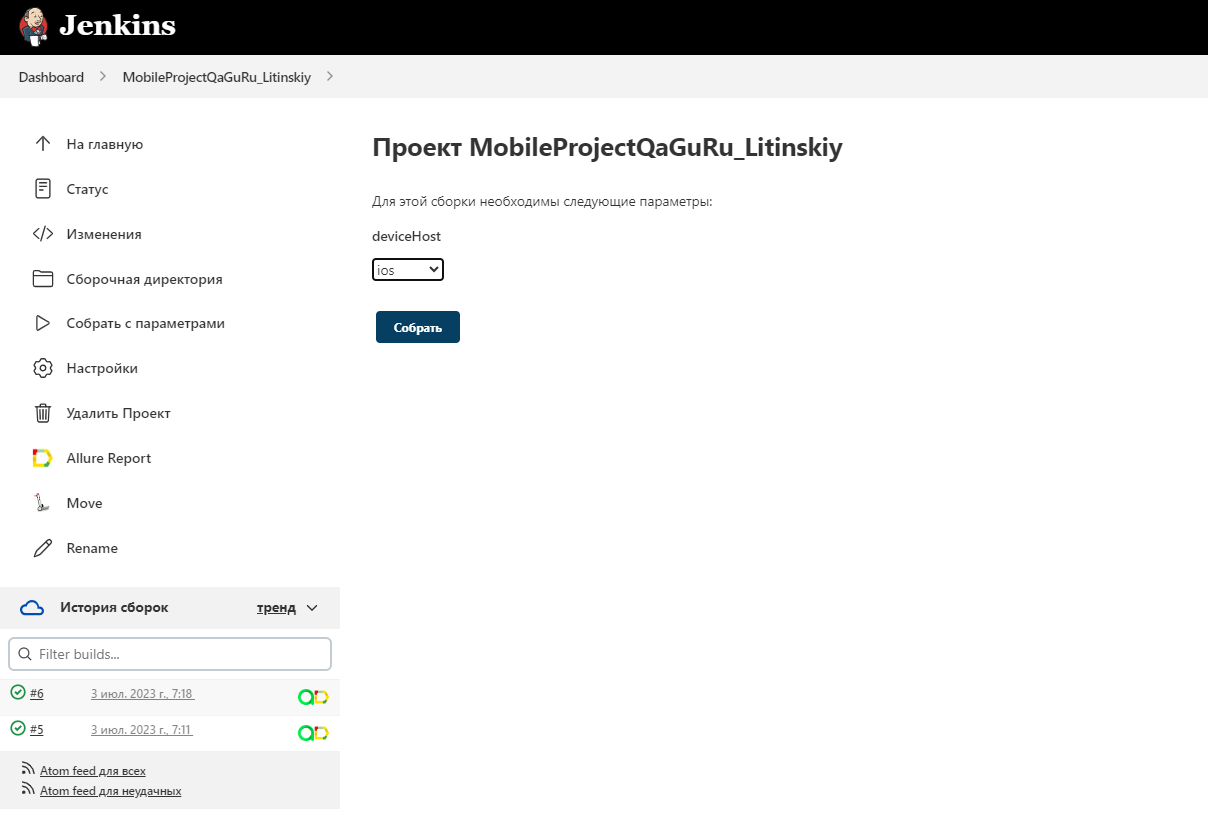 Jenkins
Dashboard
MobileProjectQaGuRu_Litinskiy
На главную
Статус
Изменения
Сборочная директория
Собрать с параметрами
Настройки
Удалить Проект
Allure Report
Move
Rename
История сборок
тренд
Filter builds...
#6 3 июл. 2023 г., 7:18
#5 3 июл. 2023 г., 7:11
Atom feed для всех
Atom feed для неудачных
Проект MobileProjectQaGuRu_Litinskiy
Для этой сборки необходимы следующие параметры:
deviceHost
ios
Собрать